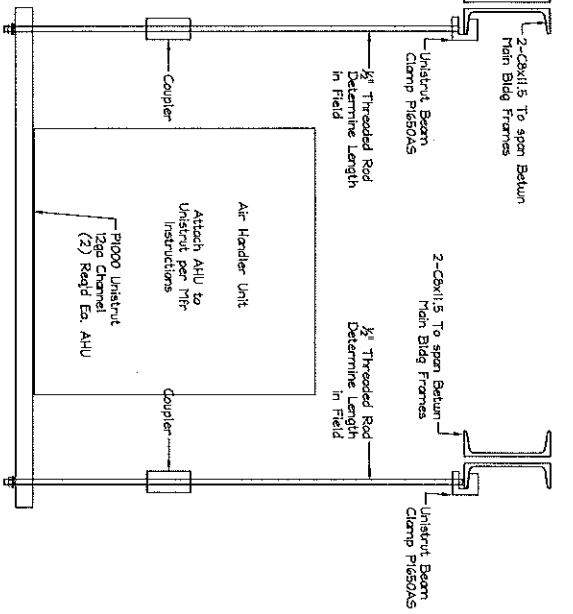 2-C8x11.5 To span Betwn
Main Bldg Frames
Unistrut Beam
Clamp P1650AS
½" Threaded Rod
Determine Length
in Field
Coupler
2-C8x11.5 To span Betwn
Main Bldg Frames
Unistrut Beam
Clamp P1650AS
½" Threaded Rod
Determine Length
in Field
Coupler
Air Handler Unit
Attach AHU to
Unistrut per Mfr
Instructions
P1000 Unistrut
12ga Channel
(2) Req'd Ea. AHU